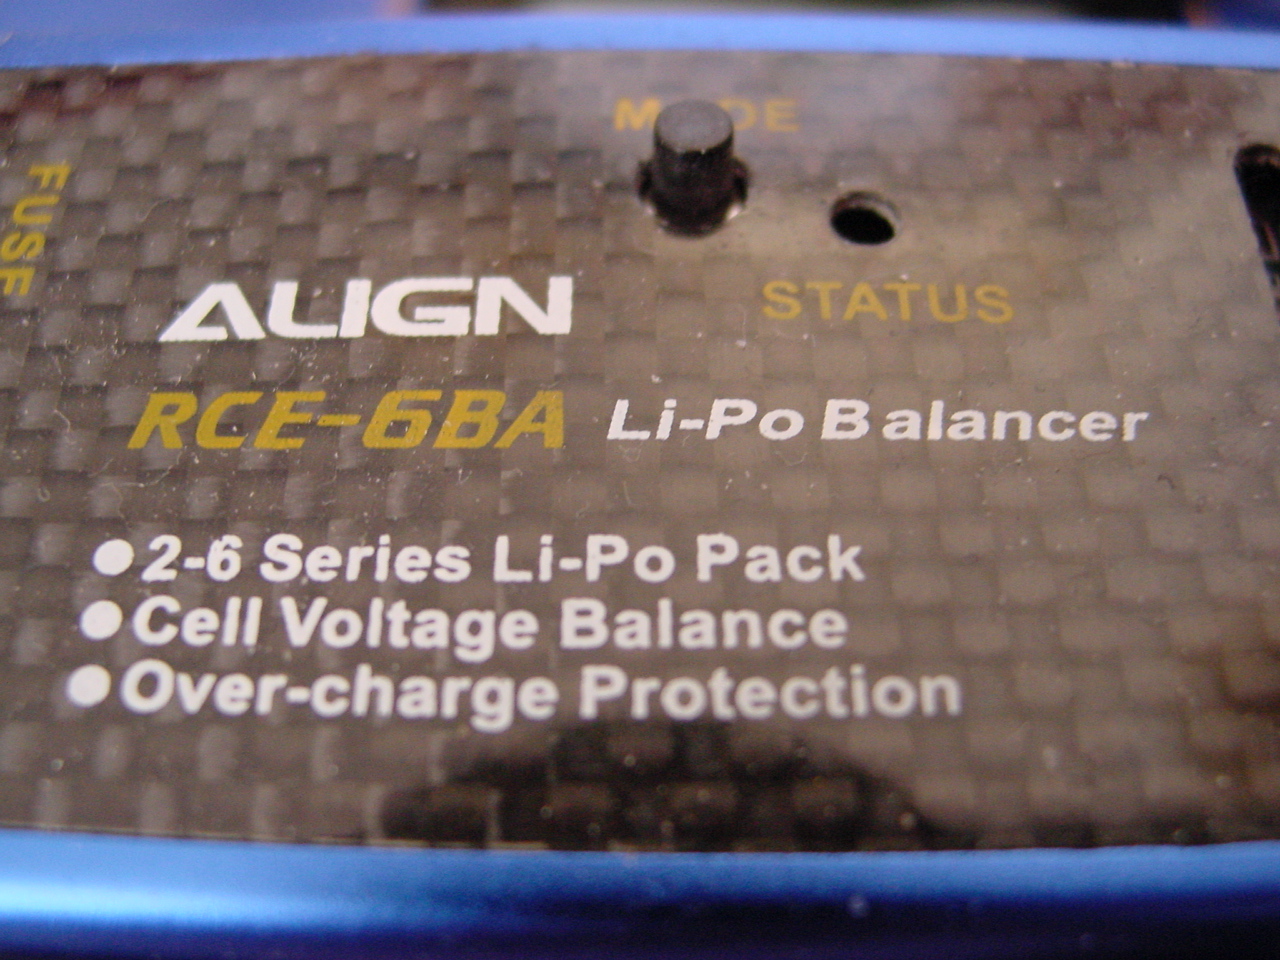 MODE
FUSE
STATUS
ALIGN
RCE-6BA Li-Po Balancer
●2-6 Series Li-Po Pack
●Cell Voltage Balance
●Over-charge Protection